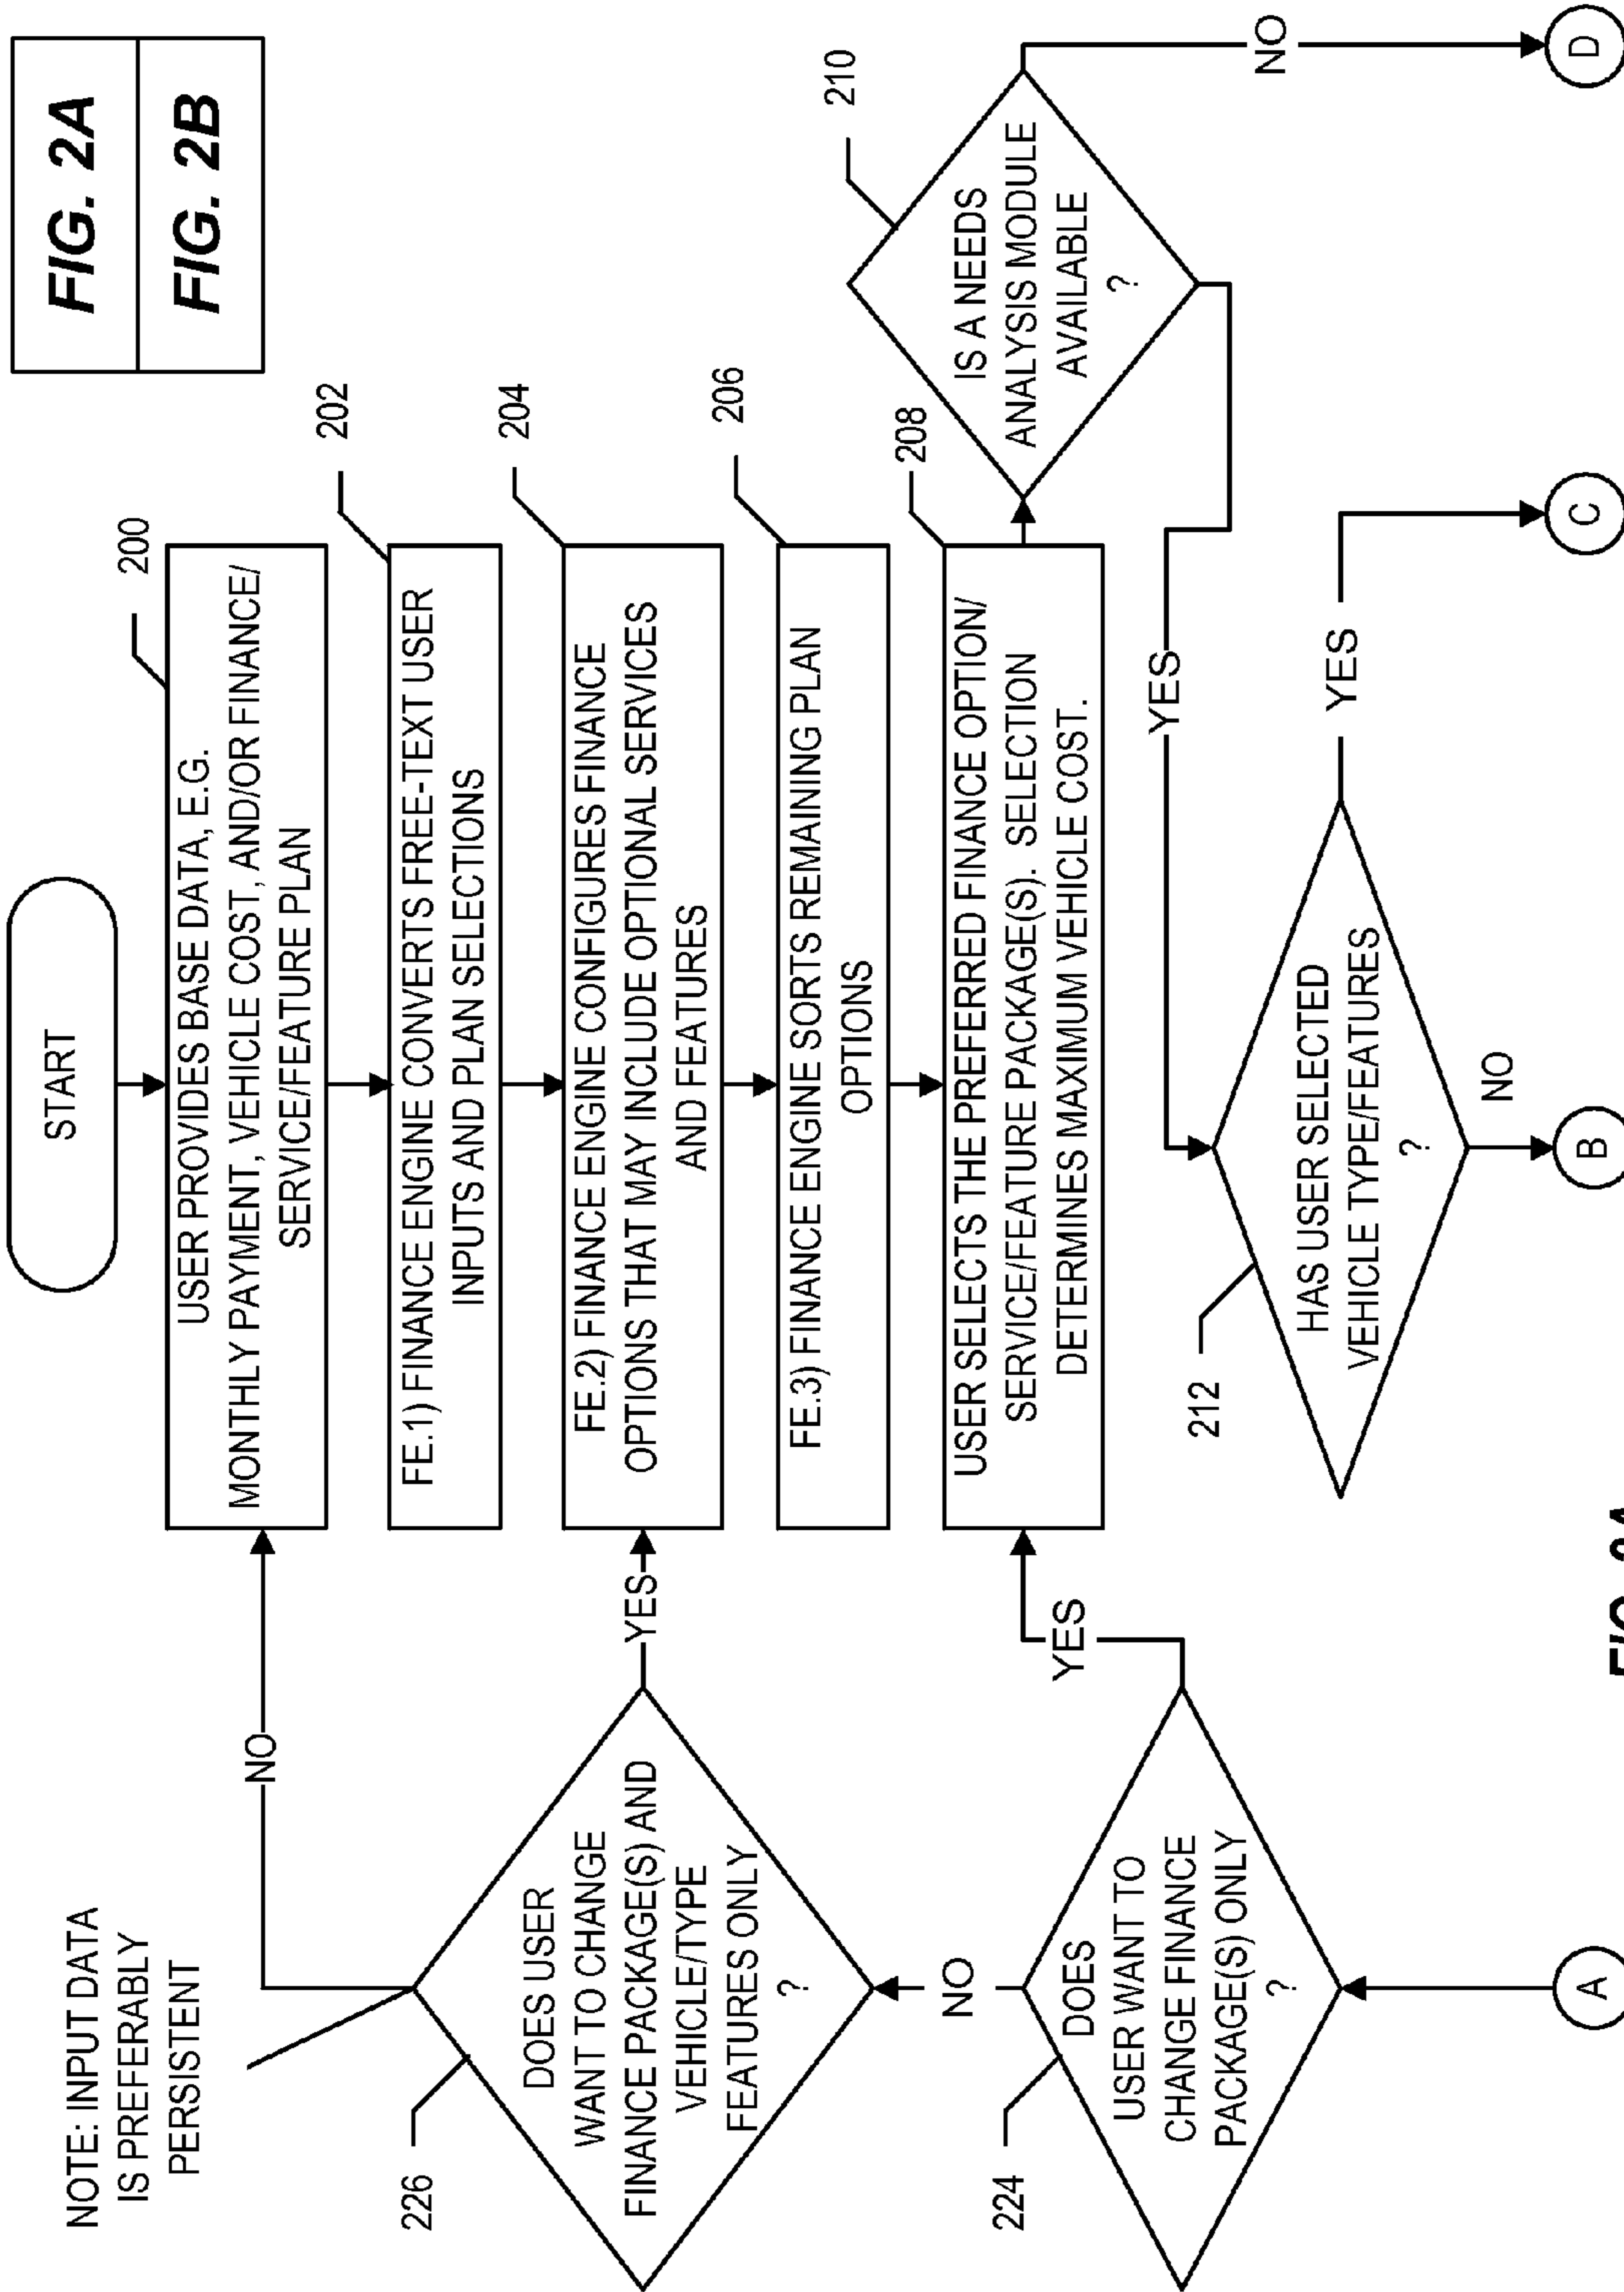 START
FIG. 2A
FIG. 2B
NOTE: INPUT DATA
IS PREFERABLY
PERSISTENT
200
USER PROVIDES BASE DATA, E.G.
MONTHLY PAYMENT, VEHICLE COST, AND/OR FINANCE/
SERVICE/FEATURE PLAN
202
FE.1) FINANCE ENGINE CONVERTS FREE-TEXT USER
INPUTS AND PLAN SELECTIONS
204
FE.2) FINANCE ENGINE CONFIGURES FINANCE
OPTIONS THAT MAY INCLUDE OPTIONAL SERVICES
AND FEATURES
206
FE.3) FINANCE ENGINE SORTS REMAINING PLAN
OPTIONS
208
USER SELECTS THE PREFERRED FINANCE OPTION/
SERVICE/FEATURE PACKAGE(S). SELECTION
DETERMINES MAXIMUM VEHICLE COST.
210
IS A NEEDS
ANALYSIS MODULE
AVAILABLE
?
NO
D
YES
212
HAS USER SELECTED
VEHICLE TYPE/FEATURES
?
YES
C
NO
B
NO
226
DOES USER
WANT TO CHANGE
FINANCE PACKAGE(S) AND
VEHICLE/TYPE
FEATURES ONLY
?
YES
NO
224
DOES
USER WANT TO
CHANGE FINANCE
PACKAGE(S) ONLY
?
YES
A
FIG. 2A